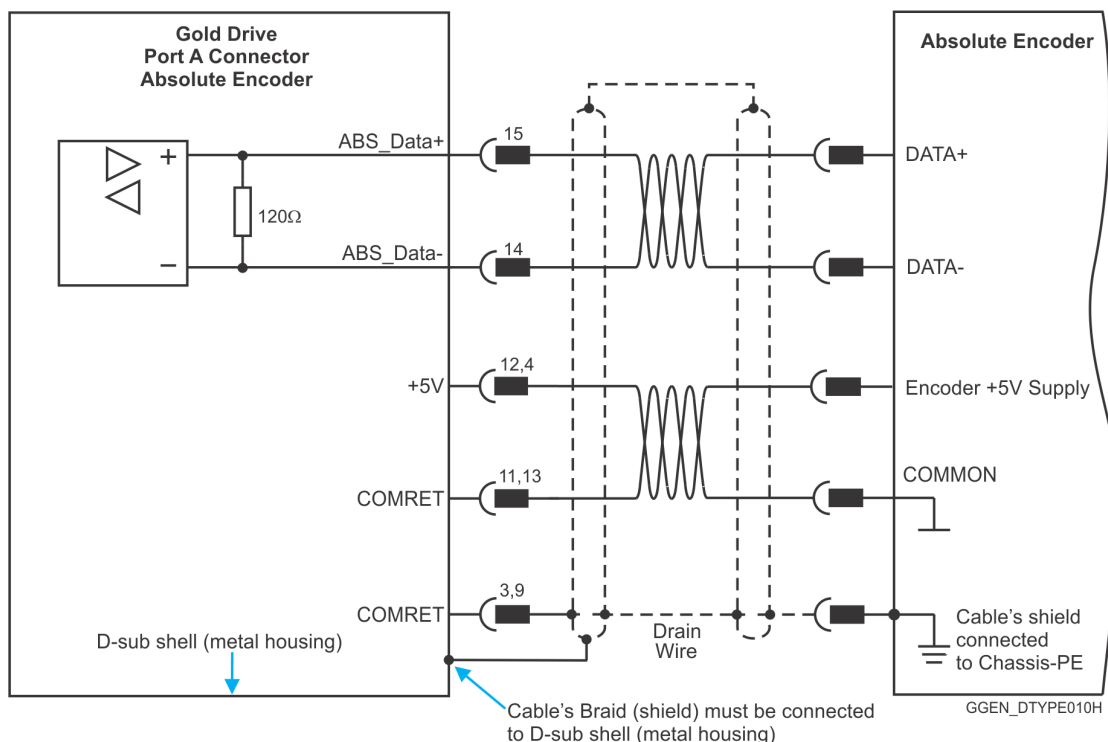 Gold Drive
Port A Connector
Absolute Encoder
Absolute Encoder
ABS_Data+
15
DATA+
+
120Ω
ABS_Data-
14
DATA-
−
+5V
12,4
Encoder +5V Supply
COMRET
11,13
COMMON
COMRET
3,9
Drain
Wire
Cable's shield
connected
to Chassis-PE
D-sub shell (metal housing)
Cable's Braid (shield) must be connected
to D-sub shell (metal housing)
GGEN_DTYPE010H